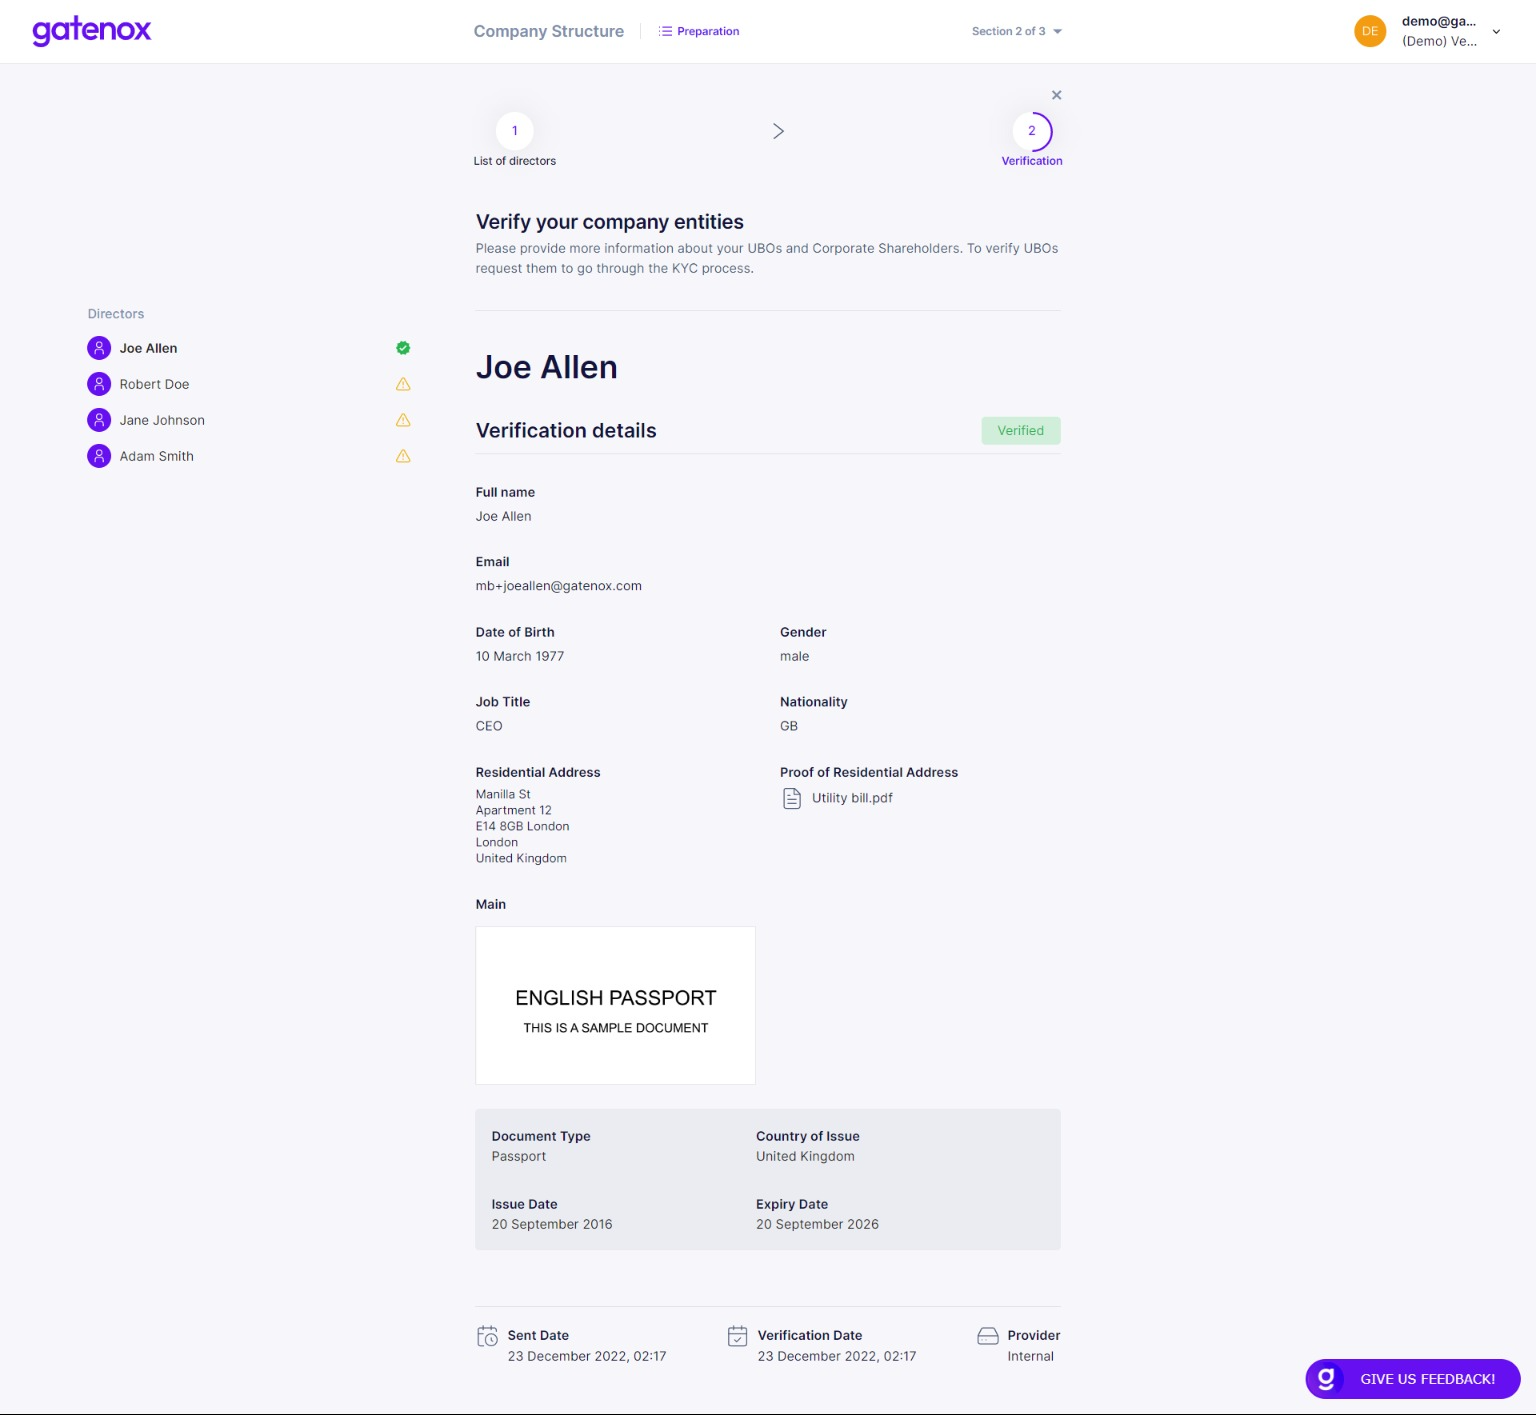 gatenox
Company Structure
Preparation
Section 2 of 3
DE
demo@ga...
(Demo) Ve...
1
List of directors
2
Verification
Verify your company entities
Please provide more information about your UBOs and Corporate Shareholders. To verify UBOs
request them to go through the KYC process.
Directors
Joe Allen
Robert Doe
Jane Johnson
Adam Smith
Joe Allen
Verification details
Verified
Full name
Joe Allen
Email
mb+joeallen@gatenox.com
Date of Birth
10 March 1977
Gender
male
Job Title
CEO
Nationality
GB
Residential Address
Manilla St
Apartment 12
E14 8GB London
London
United Kingdom
Proof of Residential Address
Utility bill.pdf
Main
ENGLISH PASSPORT
THIS IS A SAMPLE DOCUMENT
Document Type
Passport
Country of Issue
United Kingdom
Issue Date
20 September 2016
Expiry Date
20 September 2026
Sent Date
23 December 2022, 02:17
Verification Date
23 December 2022, 02:17
Provider
Internal
g
GIVE US FEEDBACK!